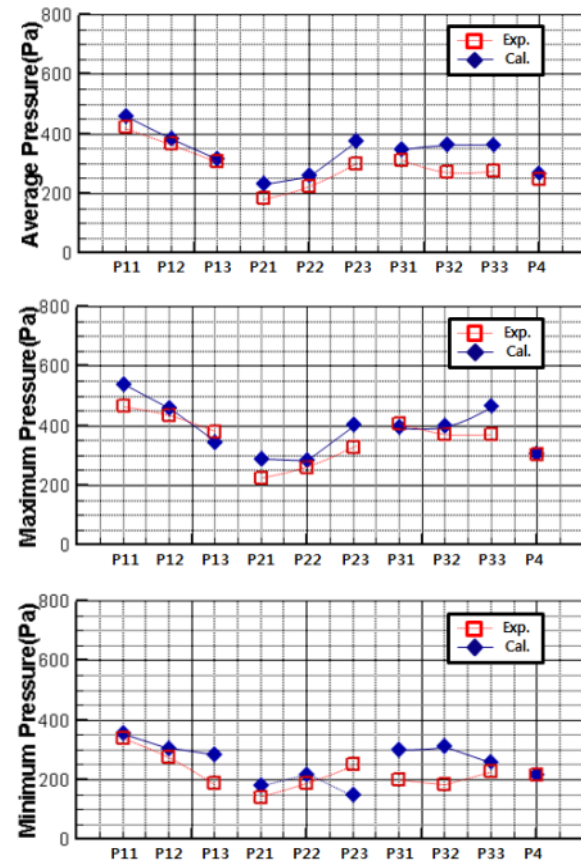 800
600
400
200
0
Average Pressure(Pa)
Exp.
Cal.
P11 P12 P13 P21 P22 P23 P31 P32 P33 P4
800
600
400
200
0
Maximum Pressure(Pa)
Exp.
Cal.
P11 P12 P13 P21 P22 P23 P31 P32 P33 P4
800
600
400
200
0
Minimum Pressure(Pa)
Exp.
Cal.
P11 P12 P13 P21 P22 P23 P31 P32 P33 P4